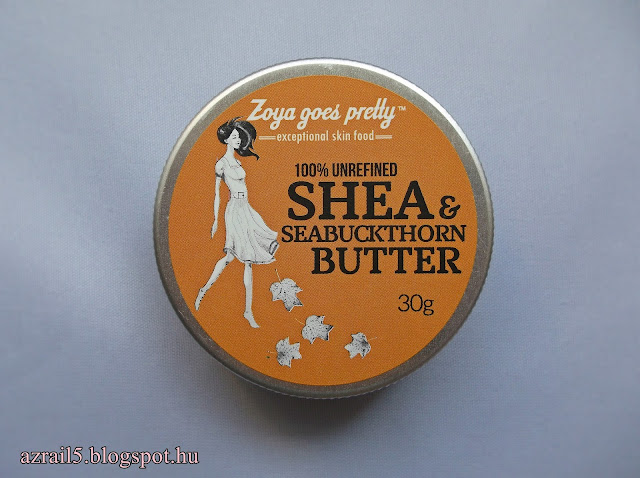 Zoya goes pretty™
exceptional skin food
100% UNREFINED
SHEA &
SEABUCKTHORN
BUTTER
30g
azrail5.blogspot.hu